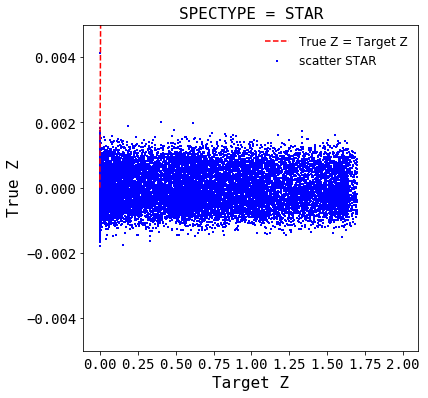 SPECTYPE = STAR
True Z = Target Z
scatter STAR
0.004
0.002
0.000
−0.002
−0.004
True Z
0.00 0.25 0.50 0.75 1.00 1.25 1.50 1.75 2.00
Target Z